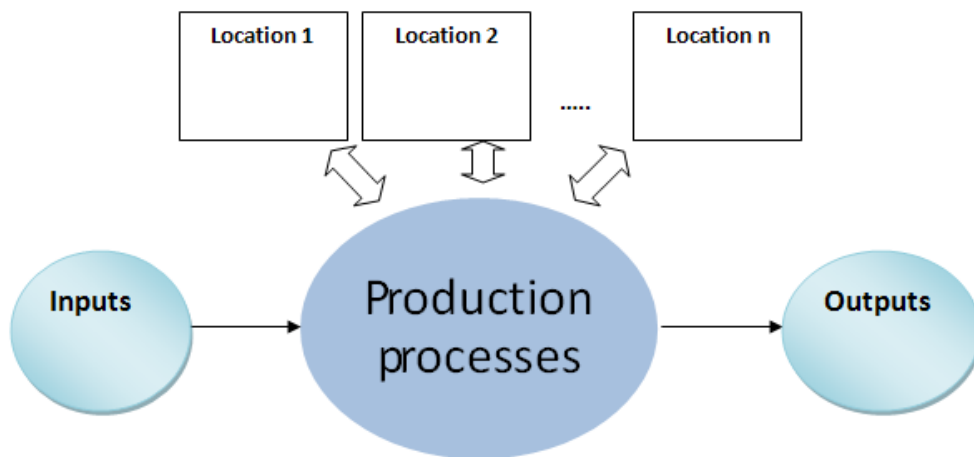 Location 1
Location 2
.....
Location n
Inputs
Production
processes
Outputs